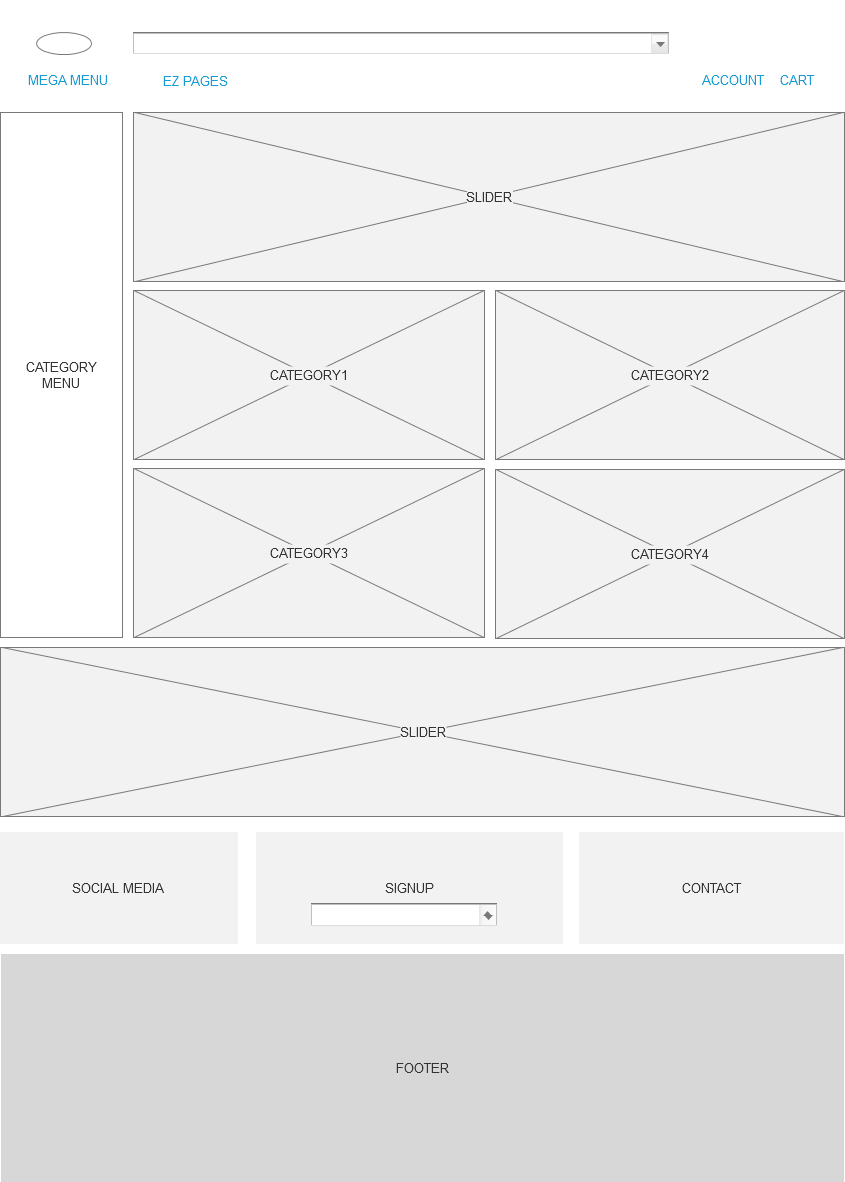 MEGA MENU
EZ PAGES
ACCOUNT
CART
SLIDER
CATEGORY
MENU
CATEGORY1
CATEGORY2
CATEGORY3
CATEGORY4
SLIDER
SOCIAL MEDIA
SIGNUP
CONTACT
FOOTER